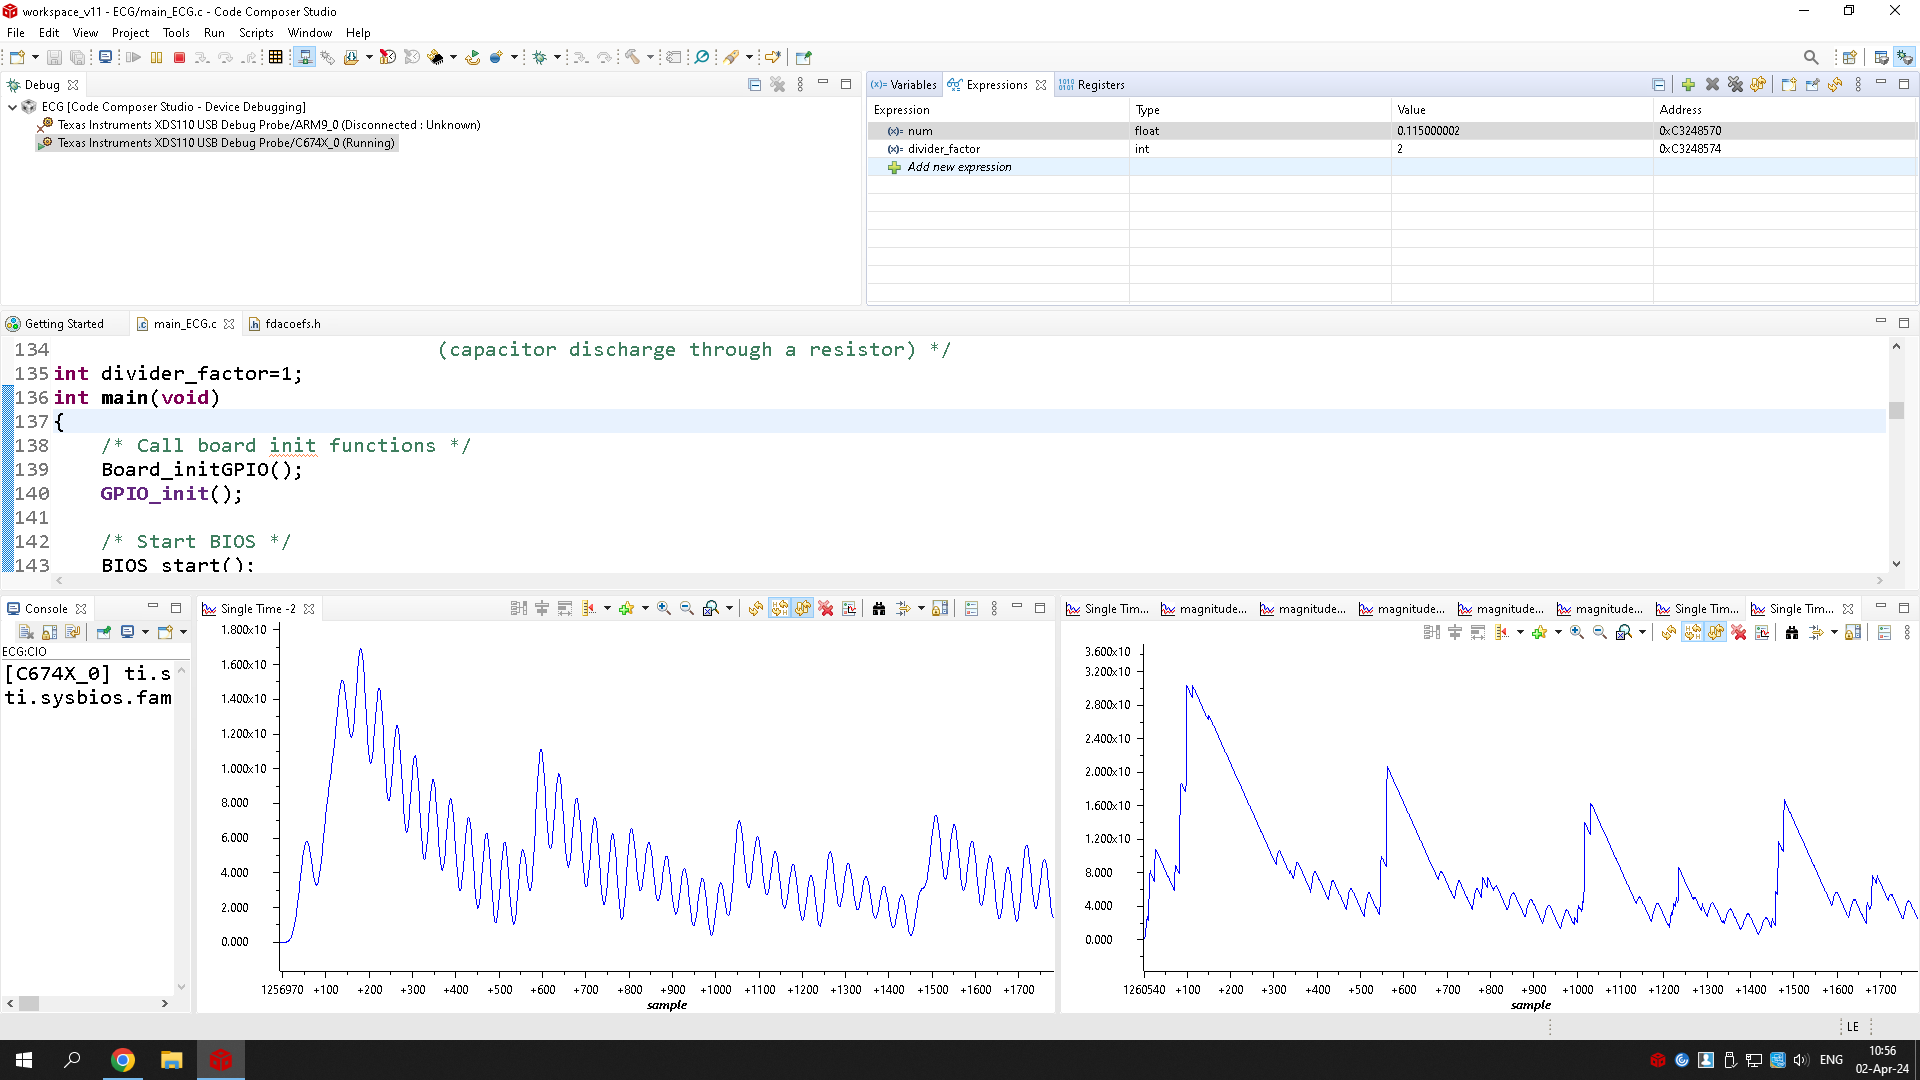 workspace_v11 - ECG/main_ECG.c - Code Composer Studio
File Edit View Project Tools Run Scripts Window Help
Debug
ECG [Code Composer Studio - Device Debugging]
Texas Instruments XDS110 USB Debug Probe/ARM9_0 (Disconnected : Unknown)
Texas Instruments XDS110 USB Debug Probe/C674X_0 (Running)
(x)= Variables Expressions Registers
Expression Type Value Address
(x)= num float 0.115000002 0xC3248570
(x)= divider_factor int 2 0xC3248574
Add new expression
Getting Started main_ECG.c fdacoefs.h
134 (capacitor discharge through a resistor) */
135 int divider_factor=1;
136 int main(void)
137 {
138 /* Call board init functions */
139 Board_initGPIO();
140 GPIO_init();
141
142 /* Start BIOS */
143 BIOS_start();
Console
ECG:CIO
[C674X_0] ti.s
ti.sysbios.fam
Single Time -2
1.800x10
1.600x10
1.400x10
1.200x10
1.000x10
8.000
6.000
4.000
2.000
0.000
1256970 +100 +200 +300 +400 +500 +600 +700 +800 +900 +1000 +1100 +1200 +1300 +1400 +1500 +1600 +1700
sample
Single Tim... magnitude... magnitude... magnitude... magnitude... magnitude... Single Tim... Single Tim...
3.600x10
3.200x10
2.800x10
2.400x10
2.000x10
1.600x10
1.200x10
8.000
4.000
0.000
1260540 +100 +200 +300 +400 +500 +600 +700 +800 +900 +1000 +1100 +1200 +1300 +1400 +1500 +1600 +1700
sample
LE
ENG
10:56
02-Apr-24